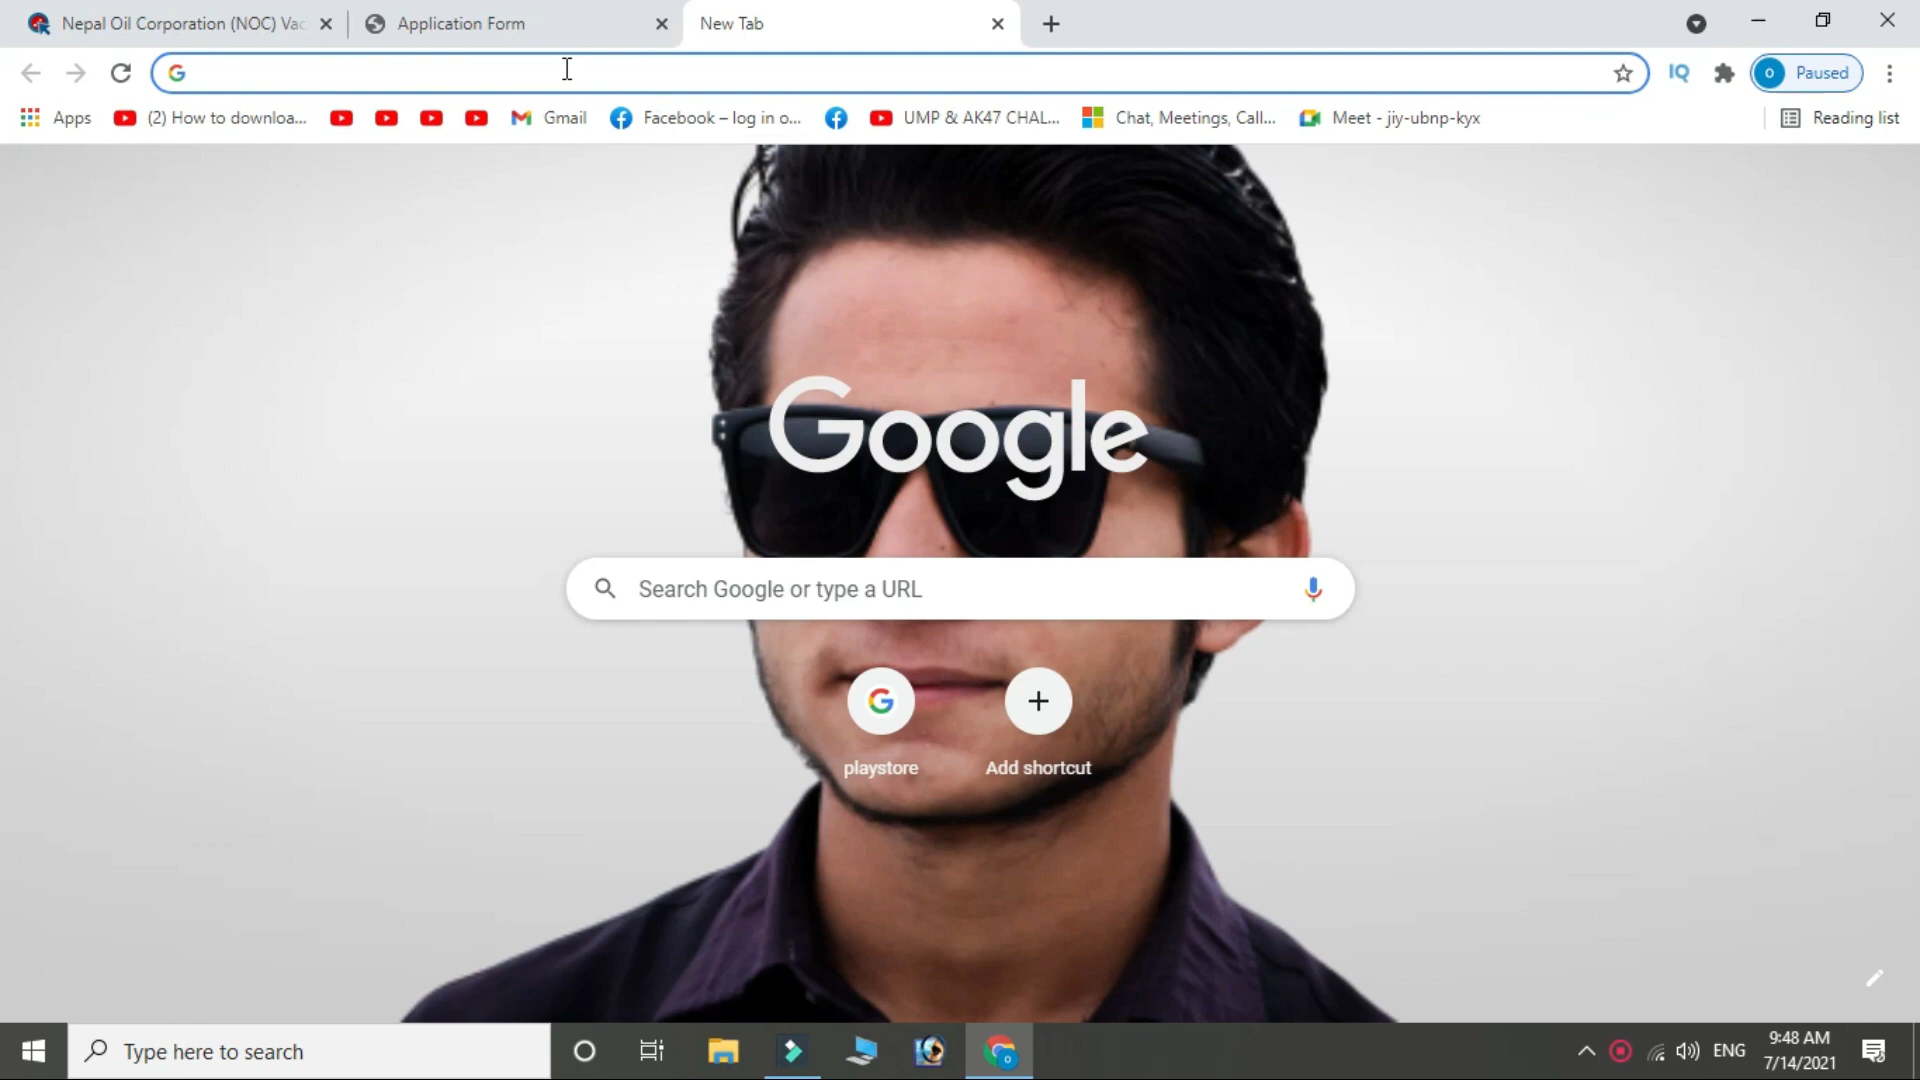 Nepal Oil Corporation (NOC) Vac
Application Form
New Tab
Paused
Apps
(2) How to downloa...
Gmail
Facebook – log in o...
UMP & AK47 CHAL...
Chat, Meetings, Call...
Meet - jiy-ubnp-kyx
Reading list
Google
Search Google or type a URL
playstore
Add shortcut
Type here to search
ENG
9:48 AM
7/14/2021